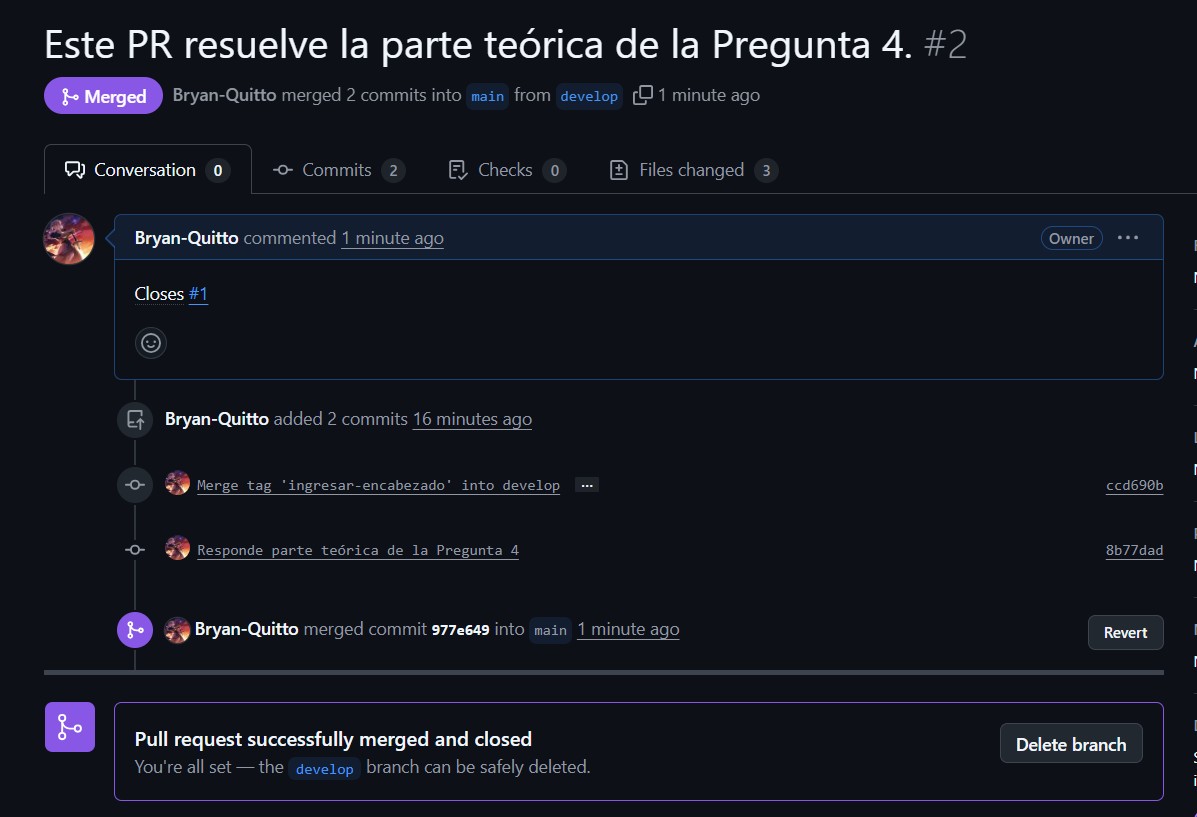 Este PR resuelve la parte teórica de la Pregunta 4. #2
Merged Bryan-Quitto merged 2 commits into main from develop 1 minute ago
Conversation 0 Commits 2 Checks 0 Files changed 3
Bryan-Quitto commented 1 minute ago Owner ...
Closes #1
Bryan-Quitto added 2 commits 16 minutes ago
Merge tag 'ingresar-encabezado' into develop ... ccd690b
Responde parte teórica de la Pregunta 4 8b77dad
Bryan-Quitto merged commit 977e649 into main 1 minute ago Revert
Pull request successfully merged and closed
You're all set — the develop branch can be safely deleted.
Delete branch